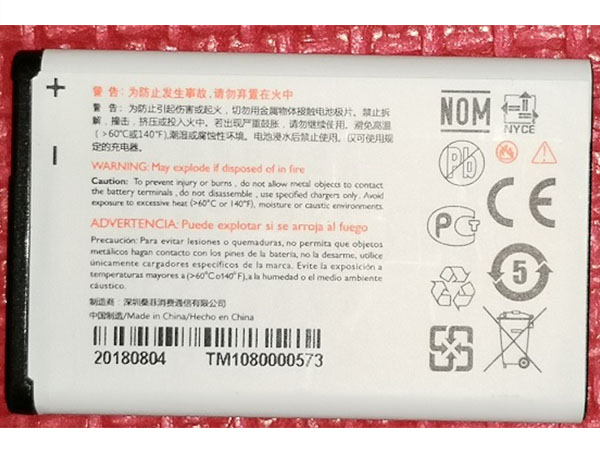 +
-
警 告: 为防止发生事故, 请勿弃置在火中
警 告: 为防止引起伤害或起火, 切勿用金属物体接触电池极片。禁止拆
解, 撞击, 挤压或投入火中。若出现严重鼓胀, 请勿继续使用。避免高温
(>60℃或140℉),潮湿或腐蚀性环境。电池浸水后禁止使用。仅可使用规
定的充电器。
WARNING: May explode if disposed of in fire
Caution: To prevent injury or burns , do not allow metal objects to contact
the battery terminals , do not disassemble , use specified chargers only. Avoid
exposure to excessive heat (>60℃ or 140℉), moisture or caustic environments.
ADVERTENCIA: Puede explotar si se arroja al fuego
Precaución: Para evitar lesiones o quemaduras, no permita que objetos
metálicos hagan contacto con los pines de la batería, no la desarme, utilice
únicamente cargadores específicos de la marca. Evite la exposición a
temperaturas mayores a (>60℃o140℉),a la humedad o el medio ambiente
cáustico.
制造商: 深圳桑菲消费通信有限公司
中国制造/Made in China/Hecho en China
20180804 TM1080000573
NOM
NYCE
Pb
CE
PCT
5